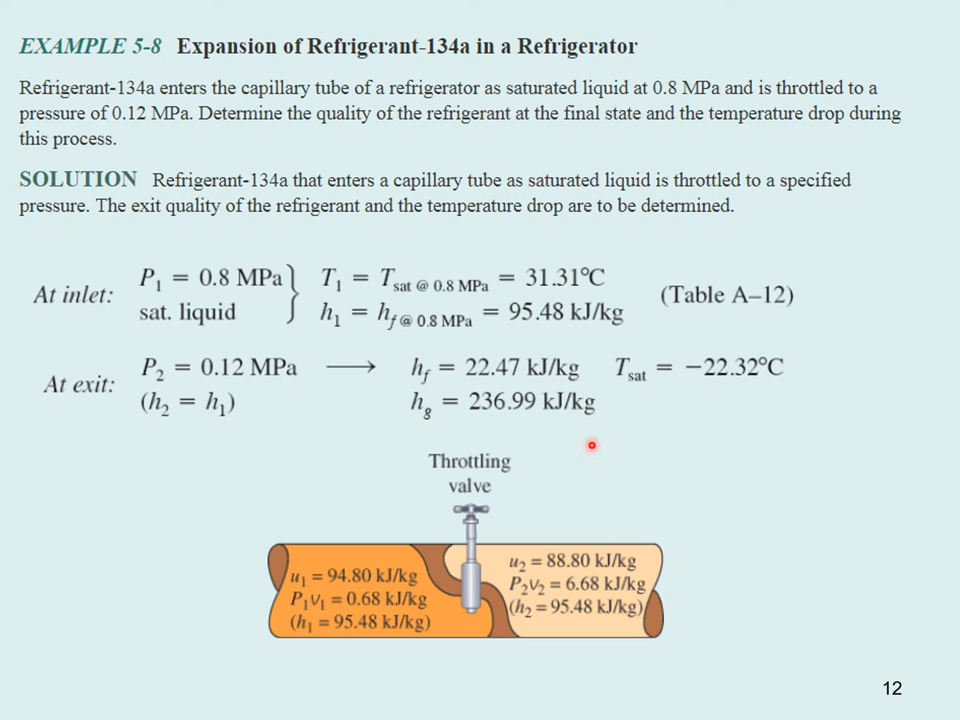 EXAMPLE 5-8 Expansion of Refrigerant-134a in a Refrigerator
Refrigerant-134a enters the capillary tube of a refrigerator as saturated liquid at 0.8 MPa and is throttled to a
pressure of 0.12 MPa. Determine the quality of the refrigerant at the final state and the temperature drop during
this process.
SOLUTION Refrigerant-134a that enters a capillary tube as saturated liquid is throttled to a specified
pressure. The exit quality of the refrigerant and the temperature drop are to be determined.
At inlet: P₁ = 0.8 MPa } T₁ = T_sat @ 0.8 MPa = 31.31°C
sat. liquid h₁ = h_f @ 0.8 MPa = 95.48 kJ/kg (Table A–12)
At exit: P₂ = 0.12 MPa ⟶ h_f = 22.47 kJ/kg T_sat = −22.32°C
(h₂ = h₁) h_g = 236.99 kJ/kg
Throttling
valve
u₁ = 94.80 kJ/kg
P₁v₁ = 0.68 kJ/kg
(h₁ = 95.48 kJ/kg)
u₂ = 88.80 kJ/kg
P₂v₂ = 6.68 kJ/kg
(h₂ = 95.48 kJ/kg)
12